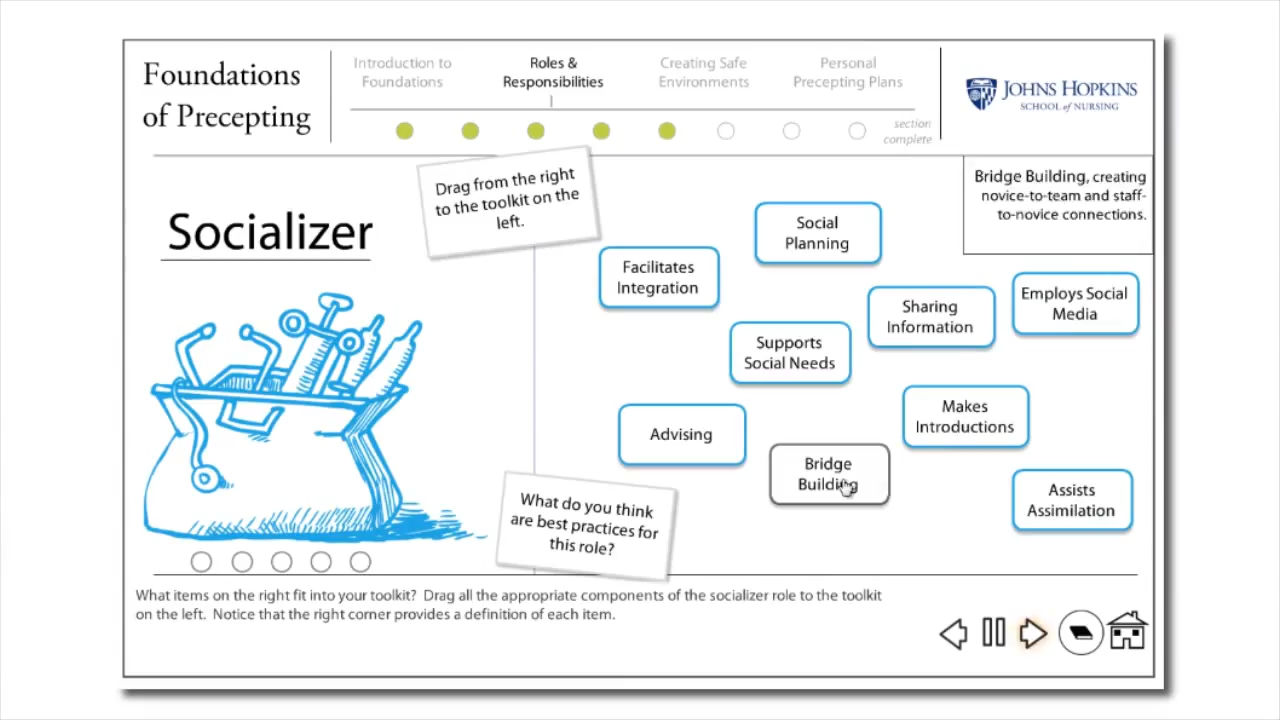 Foundations
of Precepting
Introduction to
Foundations
Roles &
Responsibilities
Creating Safe
Environments
Personal
Precepting Plans
section
complete
JOHNS HOPKINS
SCHOOL of NURSING
Drag from the right
to the toolkit on the
left.
Bridge Building, creating
novice-to-team and staff-
to-novice connections.
Socializer
Social
Planning
Facilitates
Integration
Sharing
Information
Employs Social
Media
Supports
Social Needs
Makes
Introductions
Advising
Bridge
Building
Assists
Assimilation
What do you think
are best practices for
this role?
What items on the right fit into your toolkit? Drag all the appropriate components of the socializer role to the toolkit
on the left. Notice that the right corner provides a definition of each item.